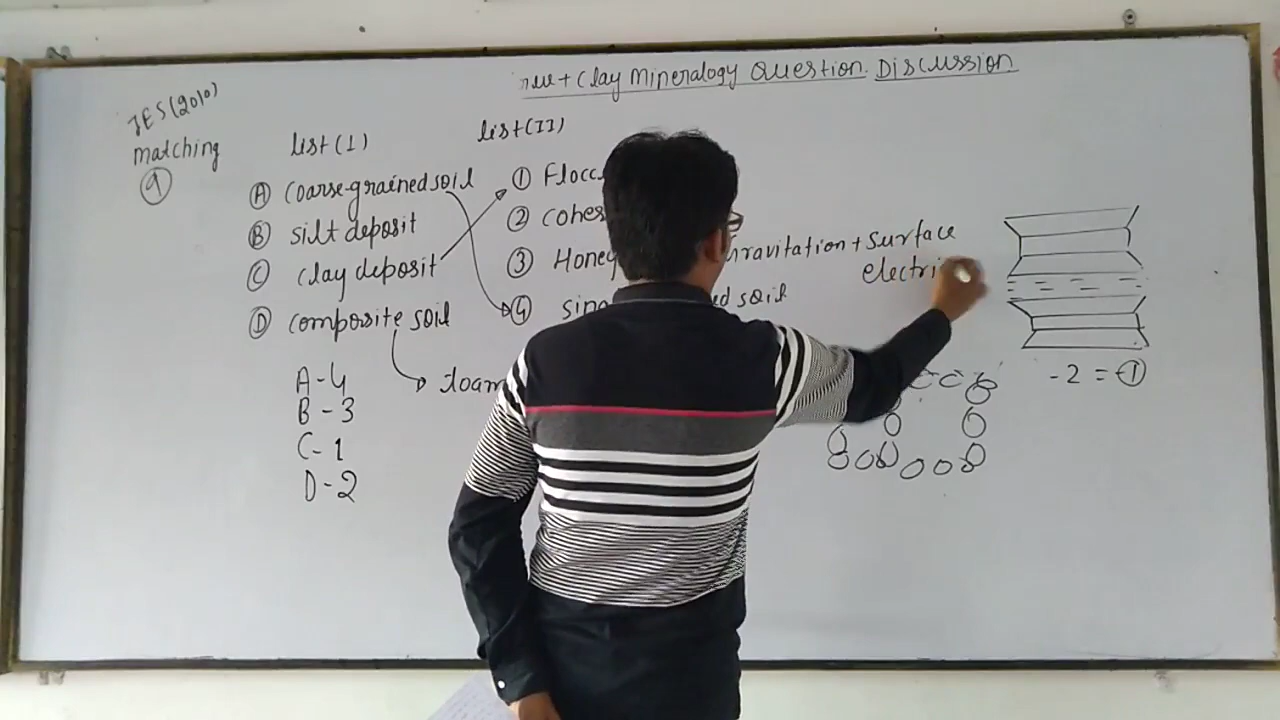 + Clay Mineralogy Question Discussion
IES (2010)
matching
9
list (I)
list (II)
A coarse-grained soil
B silt deposit
C clay deposit
D composite soil
1 Flocc
2 cohes
3 Honey Gravitation + Surface
electri
4 sin ed soil
loam
A-4
B-3
C-1
D-2
-2 = -1